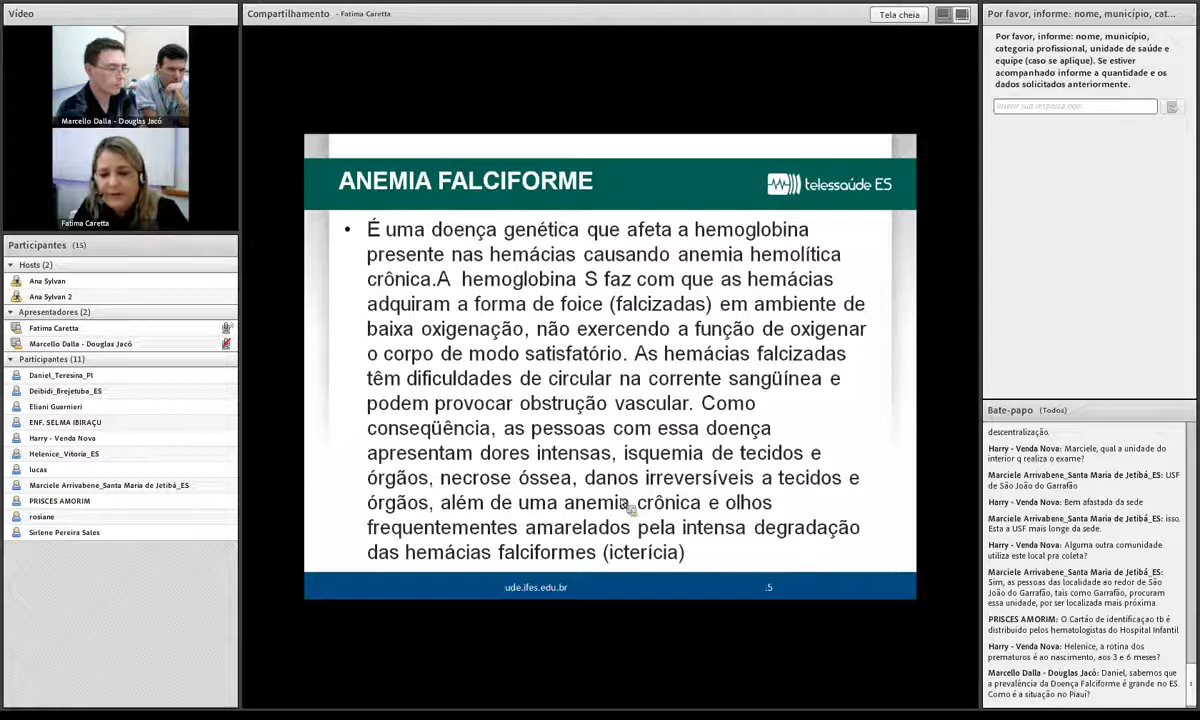 Vídeo
Marcello Dalla - Douglas Jacó
Fatima Caretta
Participantes (15)
Hosts (2)
Ana Sylvan
Ana Sylvan 2
Apresentadores (2)
Fatima Caretta
Marcello Dalla - Douglas Jacó
Participantes (11)
Daniel_Teresina_PI
Deibidi_Brejetuba_ES
Eliani Guarnieri
ENF. SELMA IBIRAÇU
Harry - Venda Nova
Helenice_Vitoria_ES
lucas
Marciele Arrivabene_Santa Maria de Jetibá_ES
PRISCES AMORIM
rosiane
Sirlene Pereira Sales
Compartilhamento - Fatima Caretta
Tela cheia
ANEMIA FALCIFORME
telessaúde ES
• É uma doença genética que afeta a hemoglobina
presente nas hemácias causando anemia hemolítica
crônica.A hemoglobina S faz com que as hemácias
adquiram a forma de foice (falcizadas) em ambiente de
baixa oxigenação, não exercendo a função de oxigenar
o corpo de modo satisfatório. As hemácias falcizadas
têm dificuldades de circular na corrente sangüínea e
podem provocar obstrução vascular. Como
conseqüência, as pessoas com essa doença
apresentam dores intensas, isquemia de tecidos e
órgãos, necrose óssea, danos irreversíveis a tecidos e
órgãos, além de uma anemia crônica e olhos
frequentementes amarelados pela intensa degradação
das hemácias falciformes (icterícia)
ude.ifes.edu.br
:5
Por favor, informe: nome, município, cat...
Por favor, informe: nome, município,
categoria profissional, unidade de saúde e
equipe (caso se aplique). Se estiver
acompanhado informe a quantidade e os
dados solicitados anteriormente.
Inserir sua resposta aqui.
Bate-papo (Todos)
descentralização.
Harry - Venda Nova: Marciele, qual a unidade do
interior q realiza o exame?
Marciele Arrivabene_Santa Maria de Jetibá_ES: USF
de São João do Garrafão
Harry - Venda Nova: Bem afastada da sede
Marciele Arrivabene_Santa Maria de Jetibá_ES: isso.
Esta a USF mais longe da sede.
Harry - Venda Nova: Alguma outra comunidade
utiliza este local pra coleta?
Marciele Arrivabene_Santa Maria de Jetibá_ES:
Sim, as pessoas das localidade ao redor de São
João do Garrafão, tais como Garrafão, procuram
essa unidade, por ser localizada mais próxima.
PRISCES AMORIM: O Cartão de identificaçao tb é
distribuido pelos hematologistas do Hospital Infantil
Harry - Venda Nova: Helenice, a rotina dos
prematuros é ao nascimento, aos 3 e 6 meses?
Marcello Dalla - Douglas Jacó: Daniel, sabemos que
a prevalência da Doença Falciforme é grande no ES.
Como é a situação no Piauí?